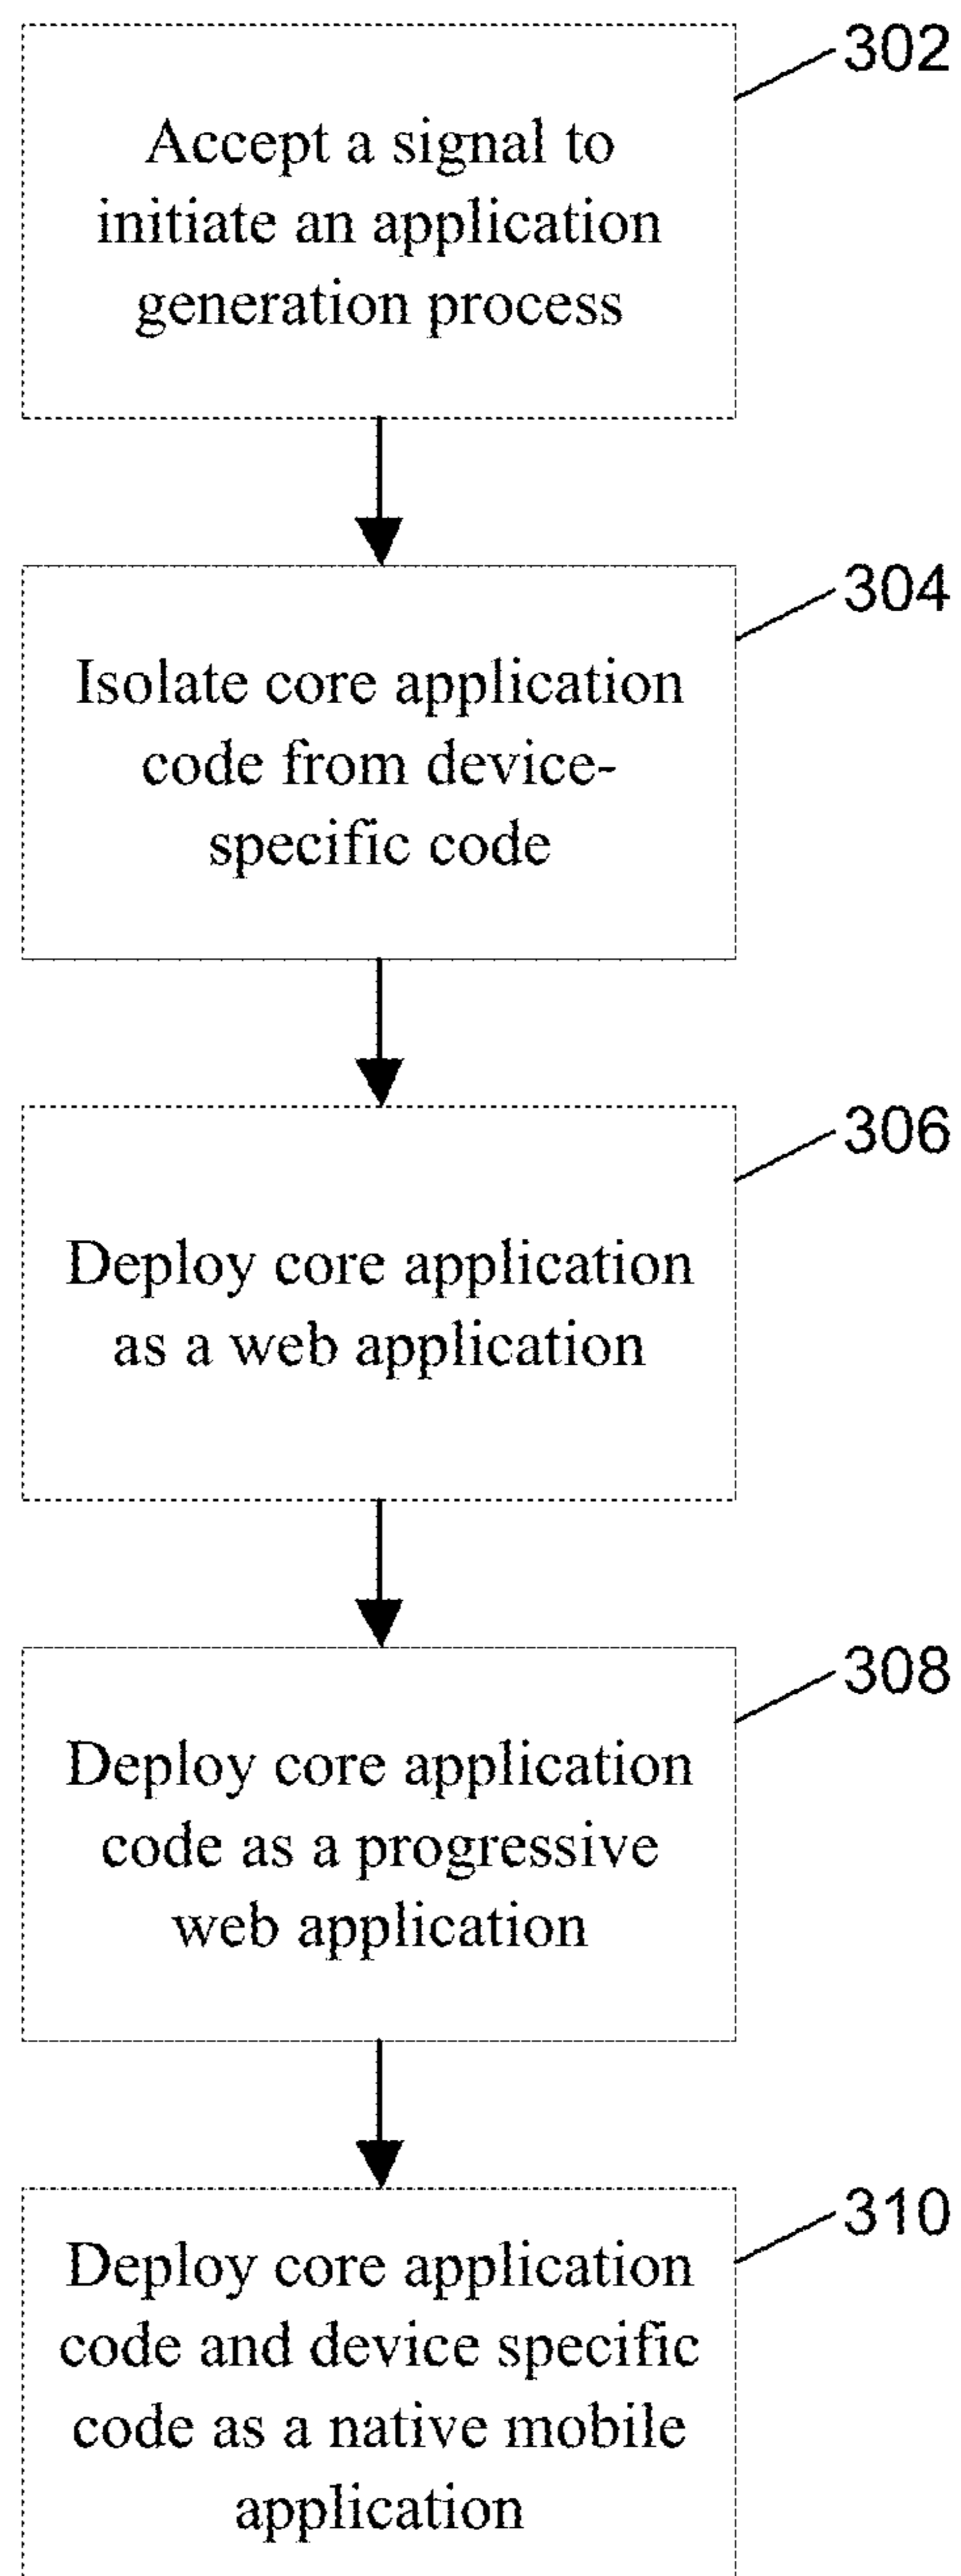 302
Accept a signal to
initiate an application
generation process
304
Isolate core application
code from device-
specific code
306
Deploy core application
as a web application
308
Deploy core application
code as a progressive
web application
310
Deploy core application
code and device specific
code as a native mobile
application